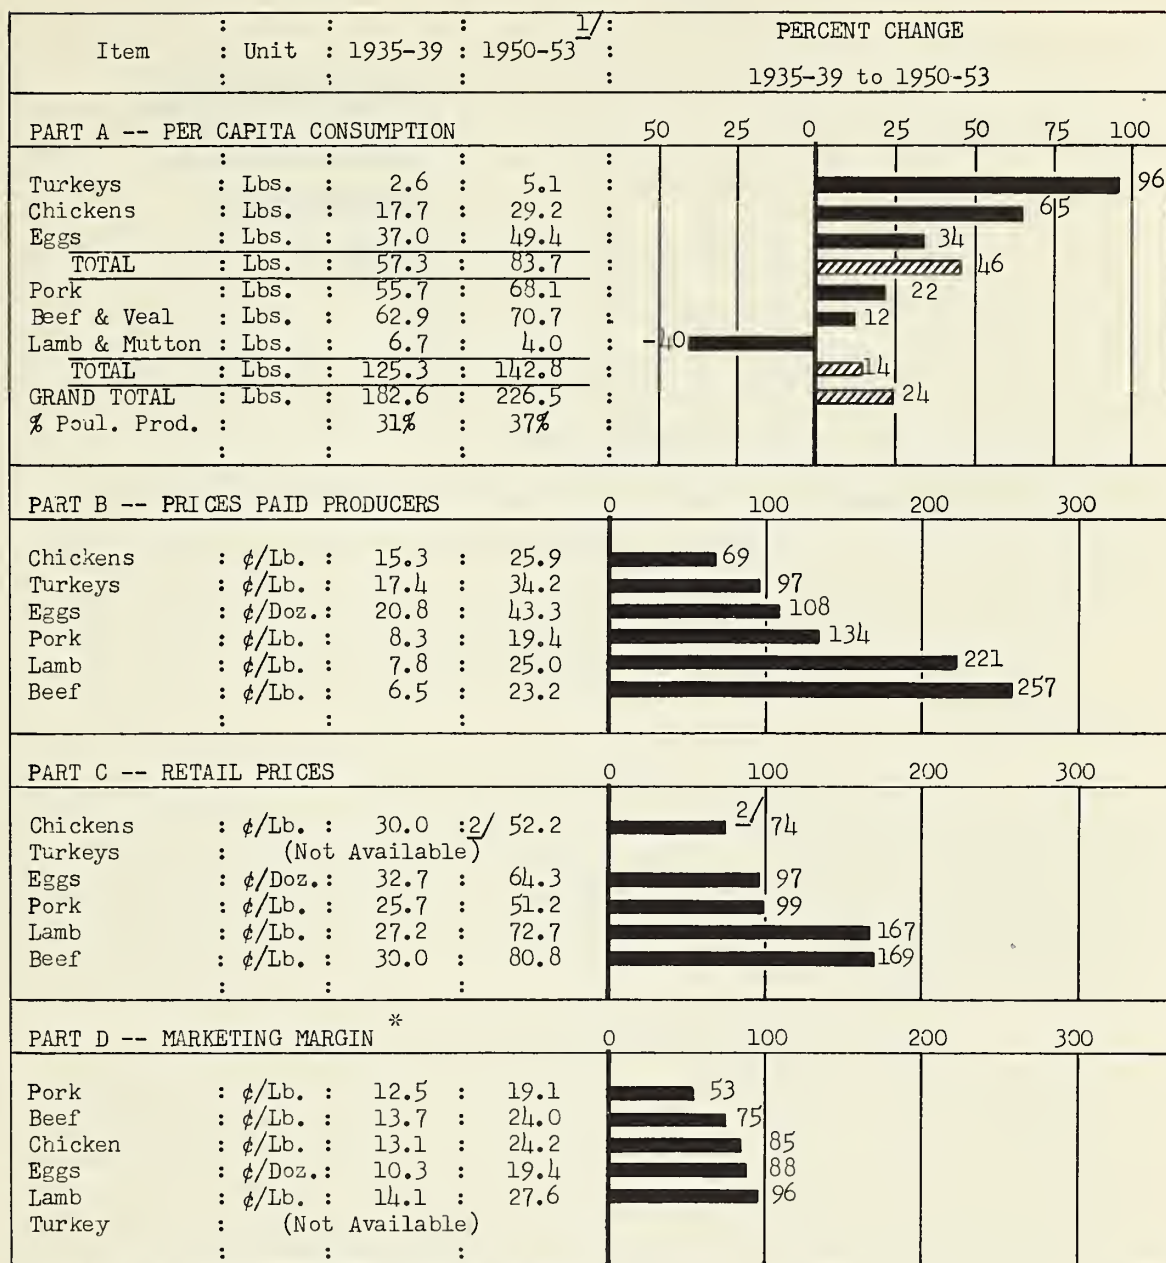 1/
PERCENT CHANGE
Item : Unit : 1935-39 : 1950-53 :
1935-39 to 1950-53
PART A -- PER CAPITA CONSUMPTION 50 25 0 25 50 75 100
Turkeys : Lbs. : 2.6 : 5.1 : 96
Chickens : Lbs. : 17.7 : 29.2 : 65
Eggs : Lbs. : 37.0 : 49.4 : 34
TOTAL : Lbs. : 57.3 : 83.7 : 46
Pork : Lbs. : 55.7 : 68.1 : 22
Beef & Veal : Lbs. : 62.9 : 70.7 : 12
Lamb & Mutton : Lbs. : 6.7 : 4.0 : -40
TOTAL : Lbs. : 125.3 : 142.8 : 14
GRAND TOTAL : Lbs. : 182.6 : 226.5 : 24
% Poul. Prod. : : 31% : 37% :
PART B -- PRICES PAID PRODUCERS 0 100 200 300
Chickens : ¢/Lb. : 15.3 : 25.9 69
Turkeys : ¢/Lb. : 17.4 : 34.2 97
Eggs : ¢/Doz.: 20.8 : 43.3 108
Pork : ¢/Lb. : 8.3 : 19.4 134
Lamb : ¢/Lb. : 7.8 : 25.0 221
Beef : ¢/Lb. : 6.5 : 23.2 257
PART C -- RETAIL PRICES 0 100 200 300
Chickens : ¢/Lb. : 30.0 :2/ 52.2 2/ 74
Turkeys : (Not Available)
Eggs : ¢/Doz.: 32.7 : 64.3 97
Pork : ¢/Lb. : 25.7 : 51.2 99
Lamb : ¢/Lb. : 27.2 : 72.7 167
Beef : ¢/Lb. : 30.0 : 80.8 169
PART D -- MARKETING MARGIN * 0 100 200 300
Pork : ¢/Lb. : 12.5 : 19.1 53
Beef : ¢/Lb. : 13.7 : 24.0 75
Chicken : ¢/Lb. : 13.1 : 24.2 85
Eggs : ¢/Doz.: 10.3 : 19.4 88
Lamb : ¢/Lb. : 14.1 : 27.6 96
Turkey : (Not Available)